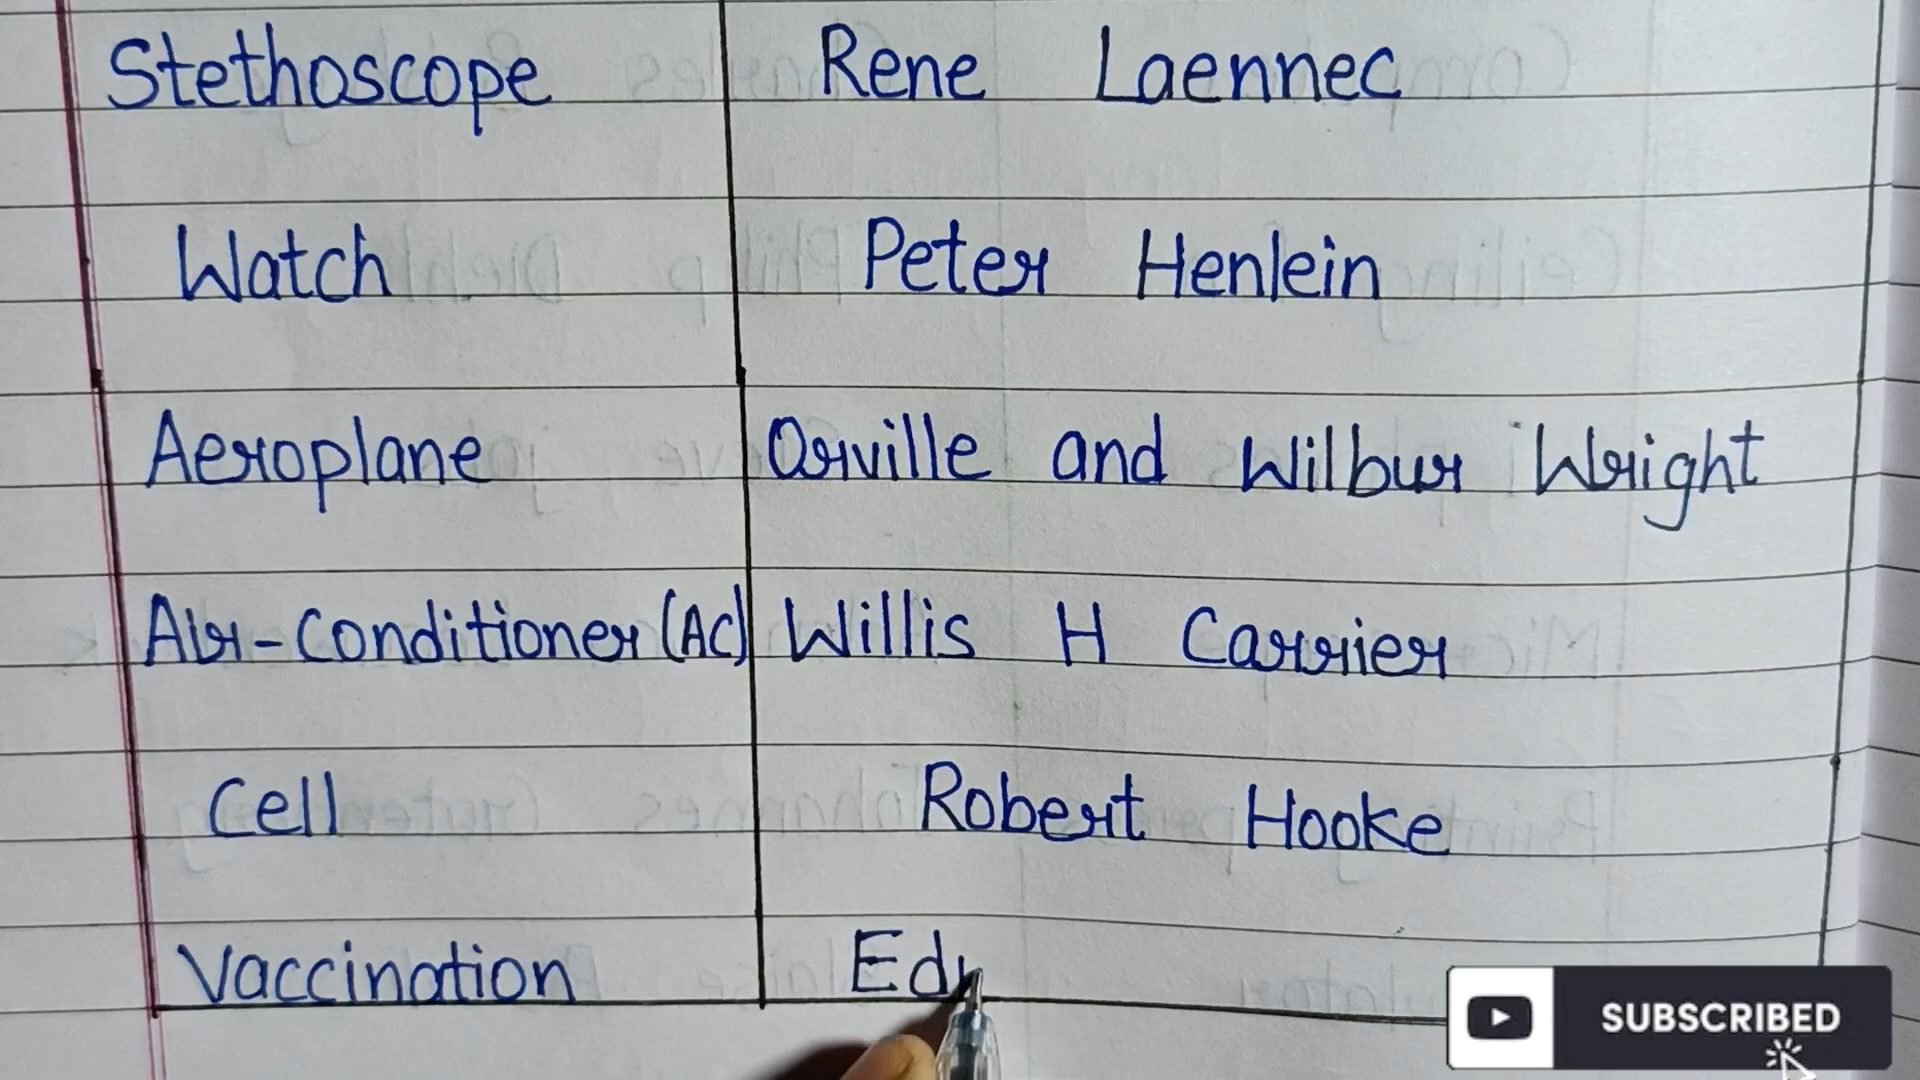 Stethoscope Rene Laennec
Watch Peter Henlein
Aeroplane Orville and Wilbur Wright
Air-Conditioner (AC) Willis H Carrier
Cell Robert Hooke
Vaccination Ed
SUBSCRIBED